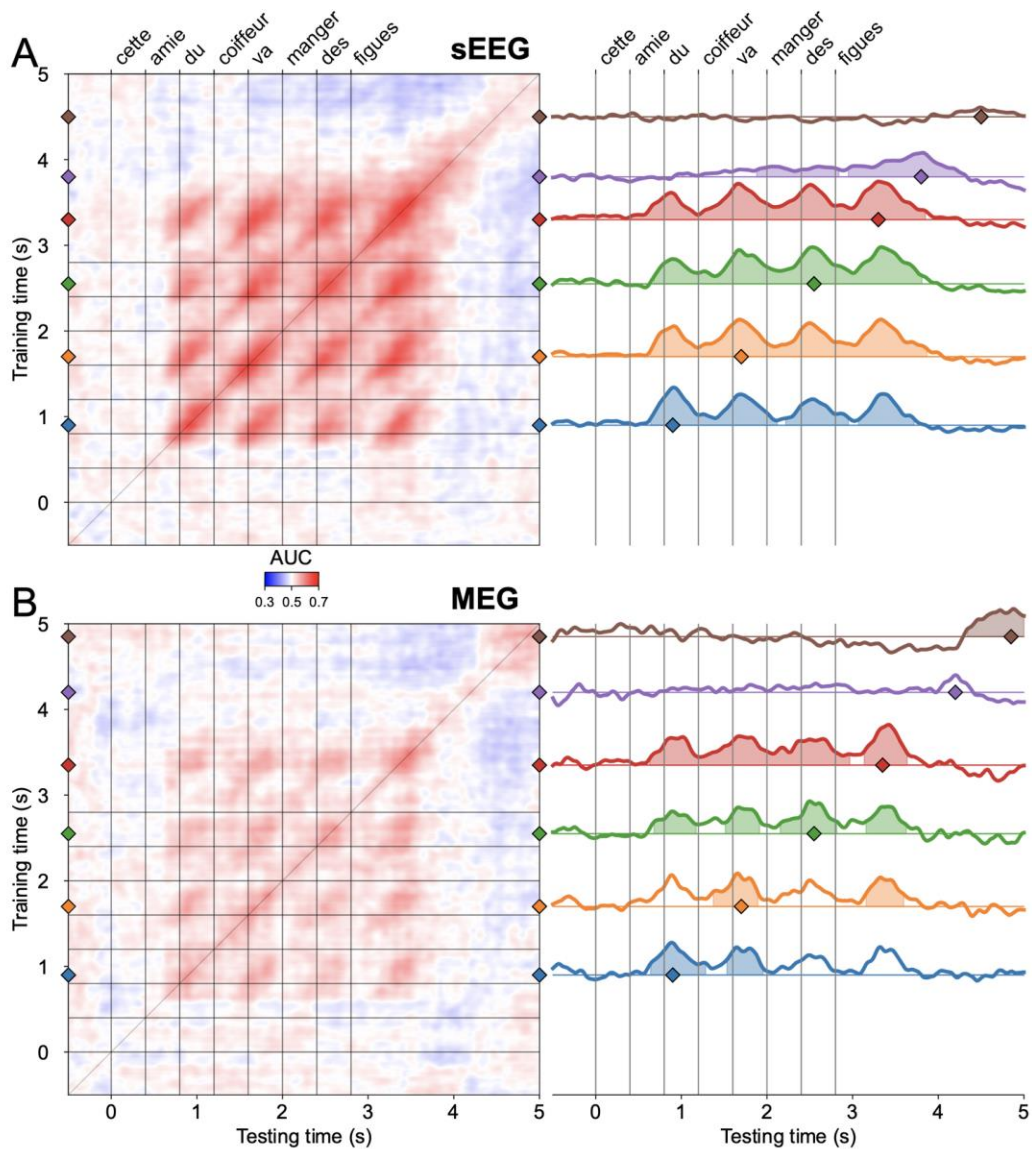 A
cette amie du coiffeur va manger des figues
sEEG
cette amie du coiffeur va manger des figues
5
4
3
2
1
0
Training time (s)
AUC
0.3 0.5 0.7
B
MEG
5
4
3
2
1
0
Training time (s)
0 1 2 3 4 5
Testing time (s)
0 1 2 3 4 5
Testing time (s)